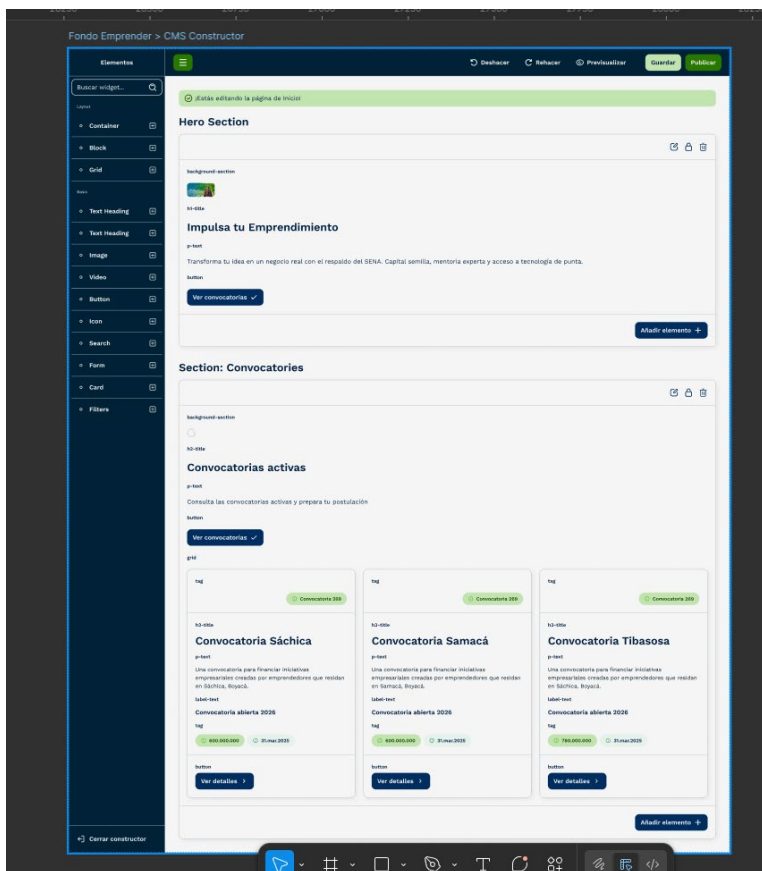 Fondo Emprender > CMS Constructor
Elementos
Deshacer
Rehacer
Previsualizar
Guardar
Publicar
Buscar widget...
Layout
Container
Block
Grid
Basic
Text Heading
Text Heading
Image
Video
Button
Icon
Search
Form
Card
Filters
Cerrar constructor
¡Estás editando la página de Inicio!
Hero Section
background-section
h1-title
Impulsa tu Emprendimiento
p-text
Transforma tu idea en un negocio real con el respaldo del SENA. Capital semilla, mentoría experta y acceso a tecnología de punta.
button
Ver convocatorias
Añadir elemento
Section: Convocatories
background-section
h2-title
Convocatorias activas
p-text
Consulta las convocatorias activas y prepara tu postulación
button
Ver convocatorias
grid
tag
Convocatoria 209
h3-title
Convocatoria Sáchica
p-text
Una convocatoria para financiar iniciativas
empresariales creadas por emprendedores que residan
en Sáchica, Boyacá.
label-text
Convocatoria abierta 2026
tag
600.000.000
31.mar.2025
button
Ver detalles
tag
Convocatoria 209
h3-title
Convocatoria Samacá
p-text
Una convocatoria para financiar iniciativas
empresariales creadas por emprendedores que residan
en Samacá, Boyacá.
label-text
Convocatoria abierta 2026
tag
600.000.000
31.mar.2025
button
Ver detalles
tag
Convocatoria 209
h3-title
Convocatoria Tibasosa
p-text
Una convocatoria para financiar iniciativas
empresariales creadas por emprendedores que residan
en Sáchica, Boyacá.
label-text
Convocatoria abierta 2026
tag
760.000.000
31.mar.2025
button
Ver detalles
Añadir elemento